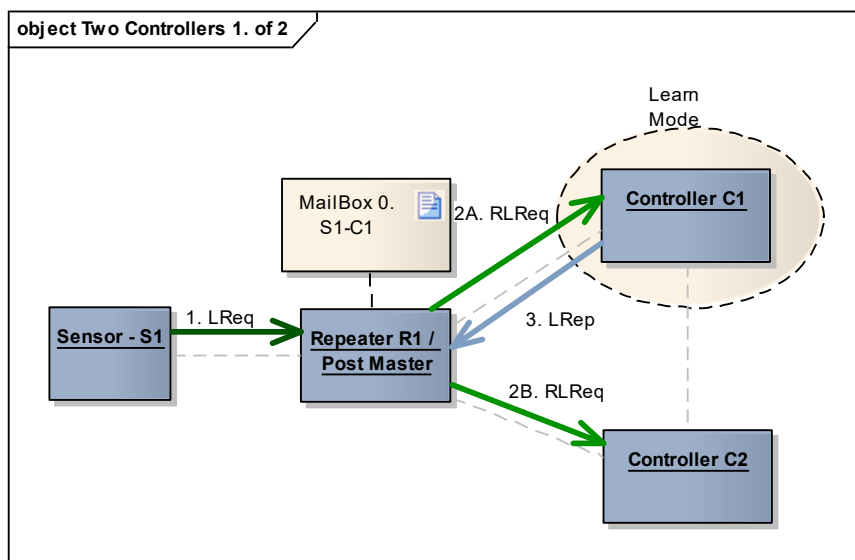 object Two Controllers 1. of 2
Learn
Mode
MailBox 0.
S1-C1
2A. RLReq
Controller C1
1. LReq
Sensor - S1
Repeater R1 /
Post Master
3. LRep
2B. RLReq
Controller C2